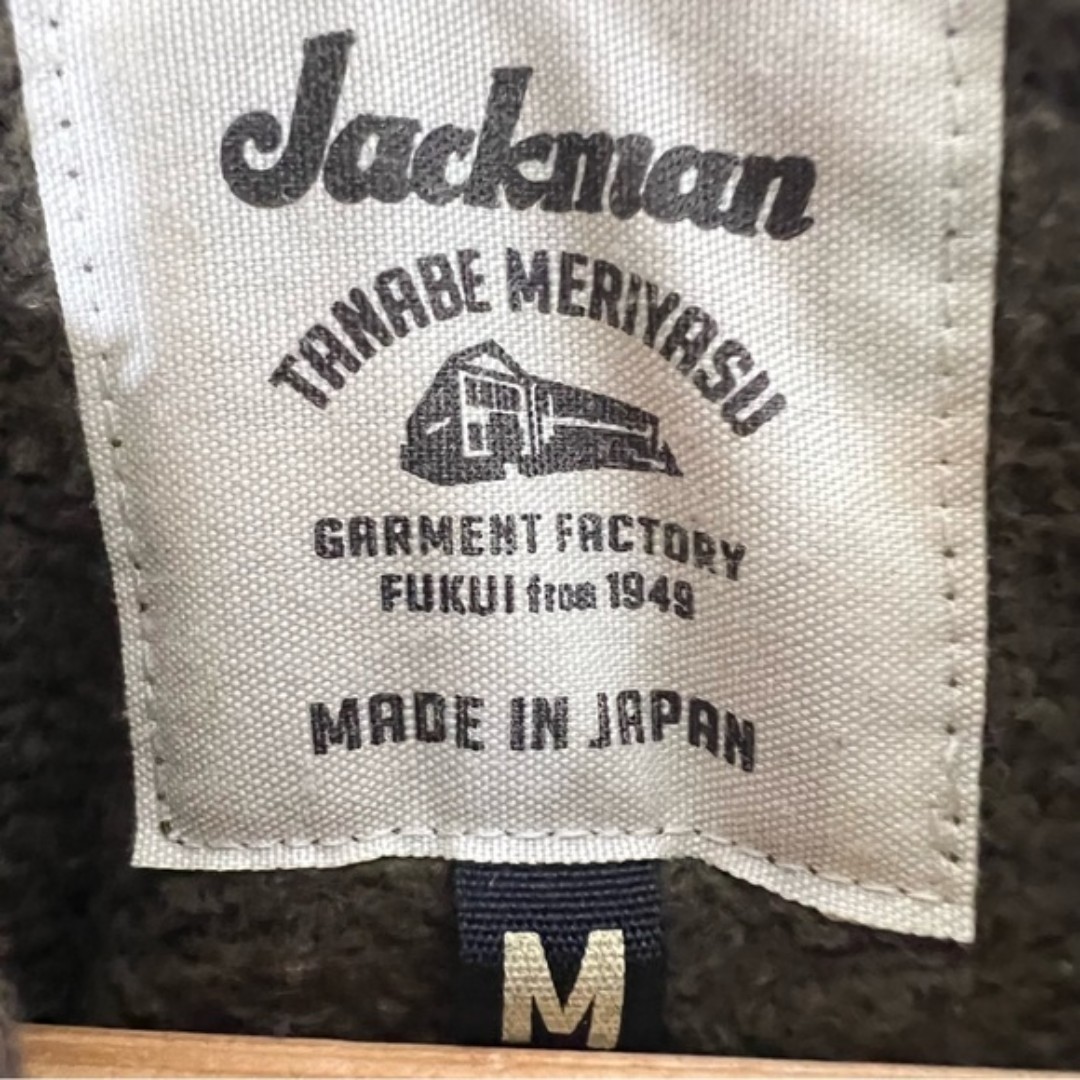 Jackman
TANABE MERIYASU
GARMENT FACTORY
FUKUI from 1949
MADE IN JAPAN
M